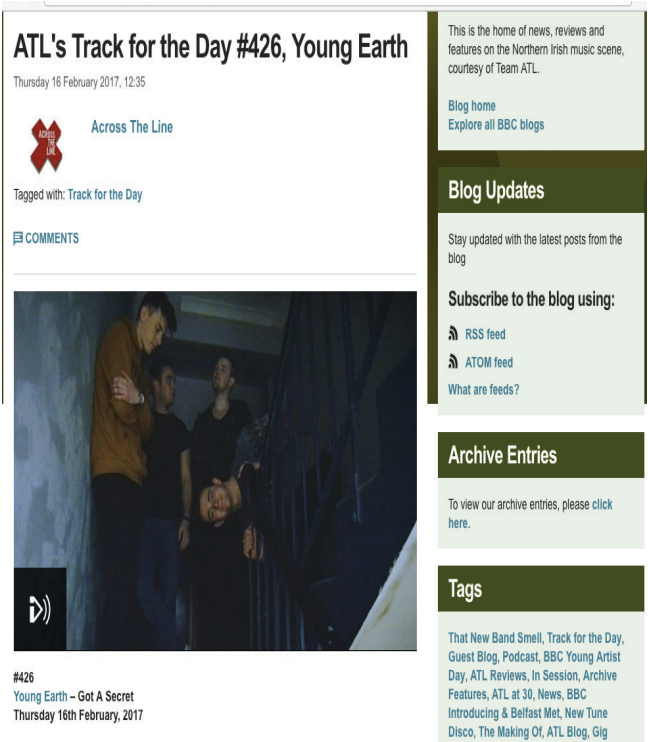 ATL's Track for the Day #426, Young Earth
Thursday 16 February 2017, 12:35
ACROSS
THE
LINE
Across The Line
Tagged with: Track for the Day
COMMENTS
#426
Young Earth – Got A Secret
Thursday 16th February, 2017
This is the home of news, reviews and
features on the Northern Irish music scene,
courtesy of Team ATL.
Blog home
Explore all BBC blogs
Blog Updates
Stay updated with the latest posts from the
blog
Subscribe to the blog using:
RSS feed
ATOM feed
What are feeds?
Archive Entries
To view our archive entries, please click
here.
Tags
That New Band Smell, Track for the Day,
Guest Blog, Podcast, BBC Young Artist
Day, ATL Reviews, In Session, Archive
Features, ATL at 30, News, BBC
Introducing & Belfast Met, New Tune
Disco, The Making Of, ATL Blog, Gig